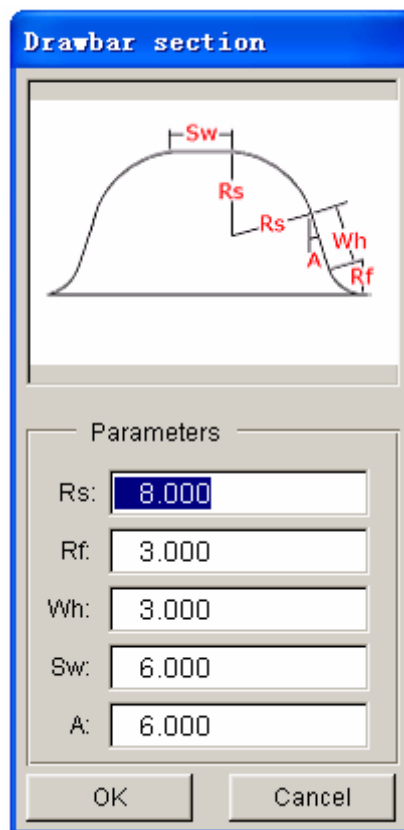 Drawbar section
Sw
Rs
Rs
Wh
A
Rf
Parameters
Rs: 8.000
Rf: 3.000
Wh: 3.000
Sw: 6.000
A: 6.000
OK Cancel